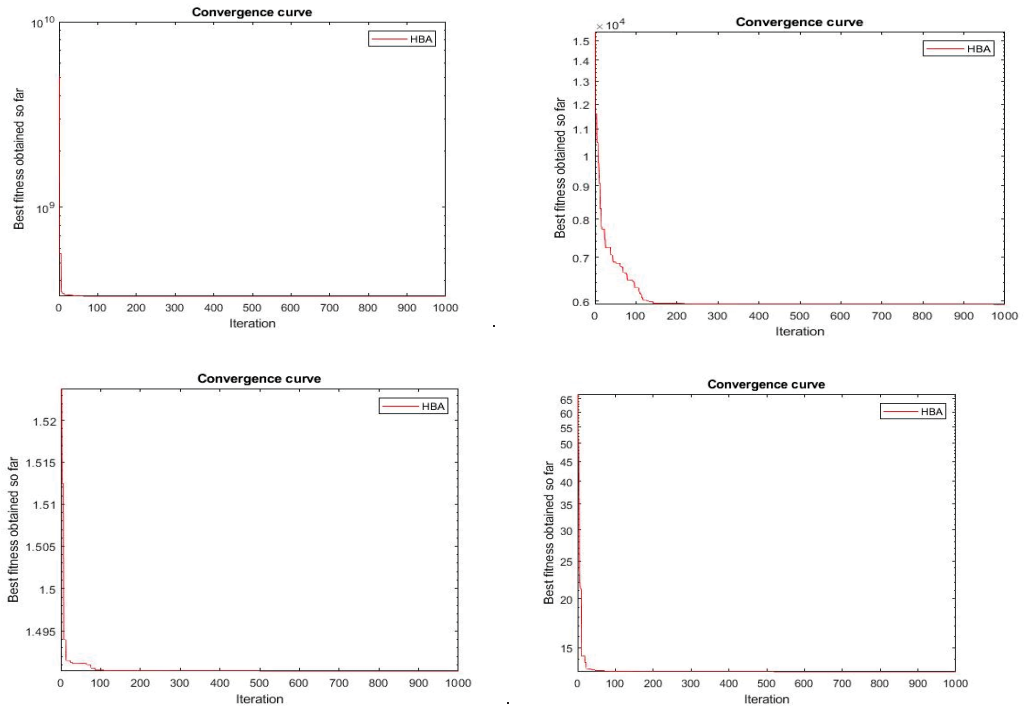 Convergence curve
10^10
HBA
Best fitness obtained so far
10^9
0 100 200 300 400 500 600 700 800 900 1000
Iteration
Convergence curve
× 10^4
1.5
HBA
1.4
1.3
1.2
1.1
1
0.9
0.8
0.7
0.6
Best fitness obtained so far
0 100 200 300 400 500 600 700 800 900 1000
Iteration
Convergence curve
HBA
1.52
1.515
1.51
1.505
1.5
1.495
Best fitness obtained so far
0 100 200 300 400 500 600 700 800 900 1000
Iteration
Convergence curve
65
HBA
60
55
50
45
40
35
30
25
20
15
Best fitness obtained so far
0 100 200 300 400 500 600 700 800 900 1000
Iteration